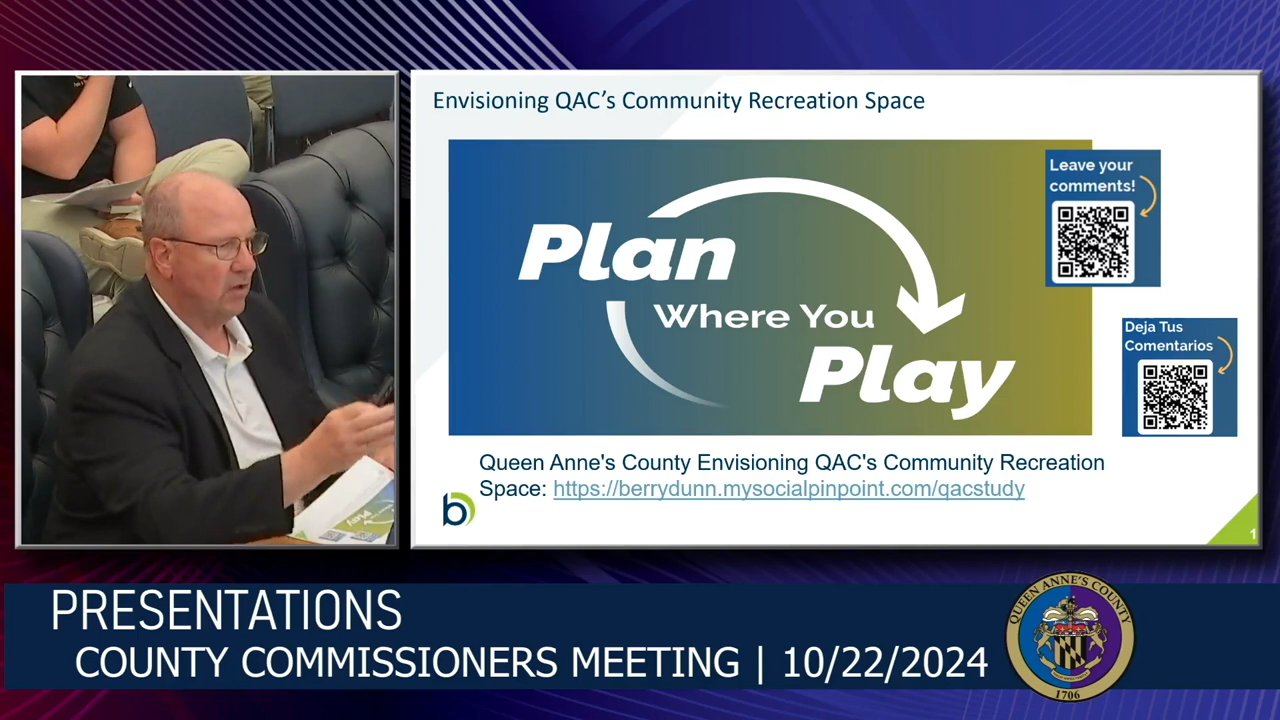 Envisioning QAC's Community Recreation Space
Plan
Where You
Play
Leave your
comments!
Deja Tus
Comentarios
Queen Anne's County Envisioning QAC's Community Recreation
Space: https://berrydunn.mysocialpinpoint.com/qacstudy
b
1
Play
PRESENTATIONS
COUNTY COMMISSIONERS MEETING | 10/22/2024
QUEEN ANNE'S COUNTY
1706